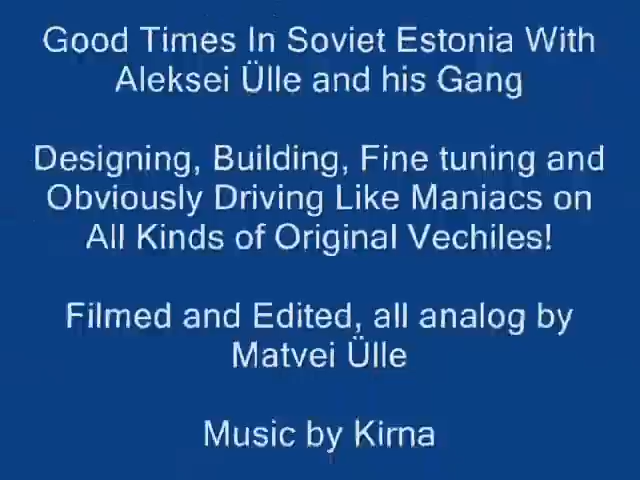 Good Times In Soviet Estonia With
Aleksei Ülle and his Gang
Designing, Building, Fine tuning and
Obviously Driving Like Maniacs on
All Kinds of Original Vechiles!
Filmed and Edited, all analog by
Matvei Ülle
Music by Kirna